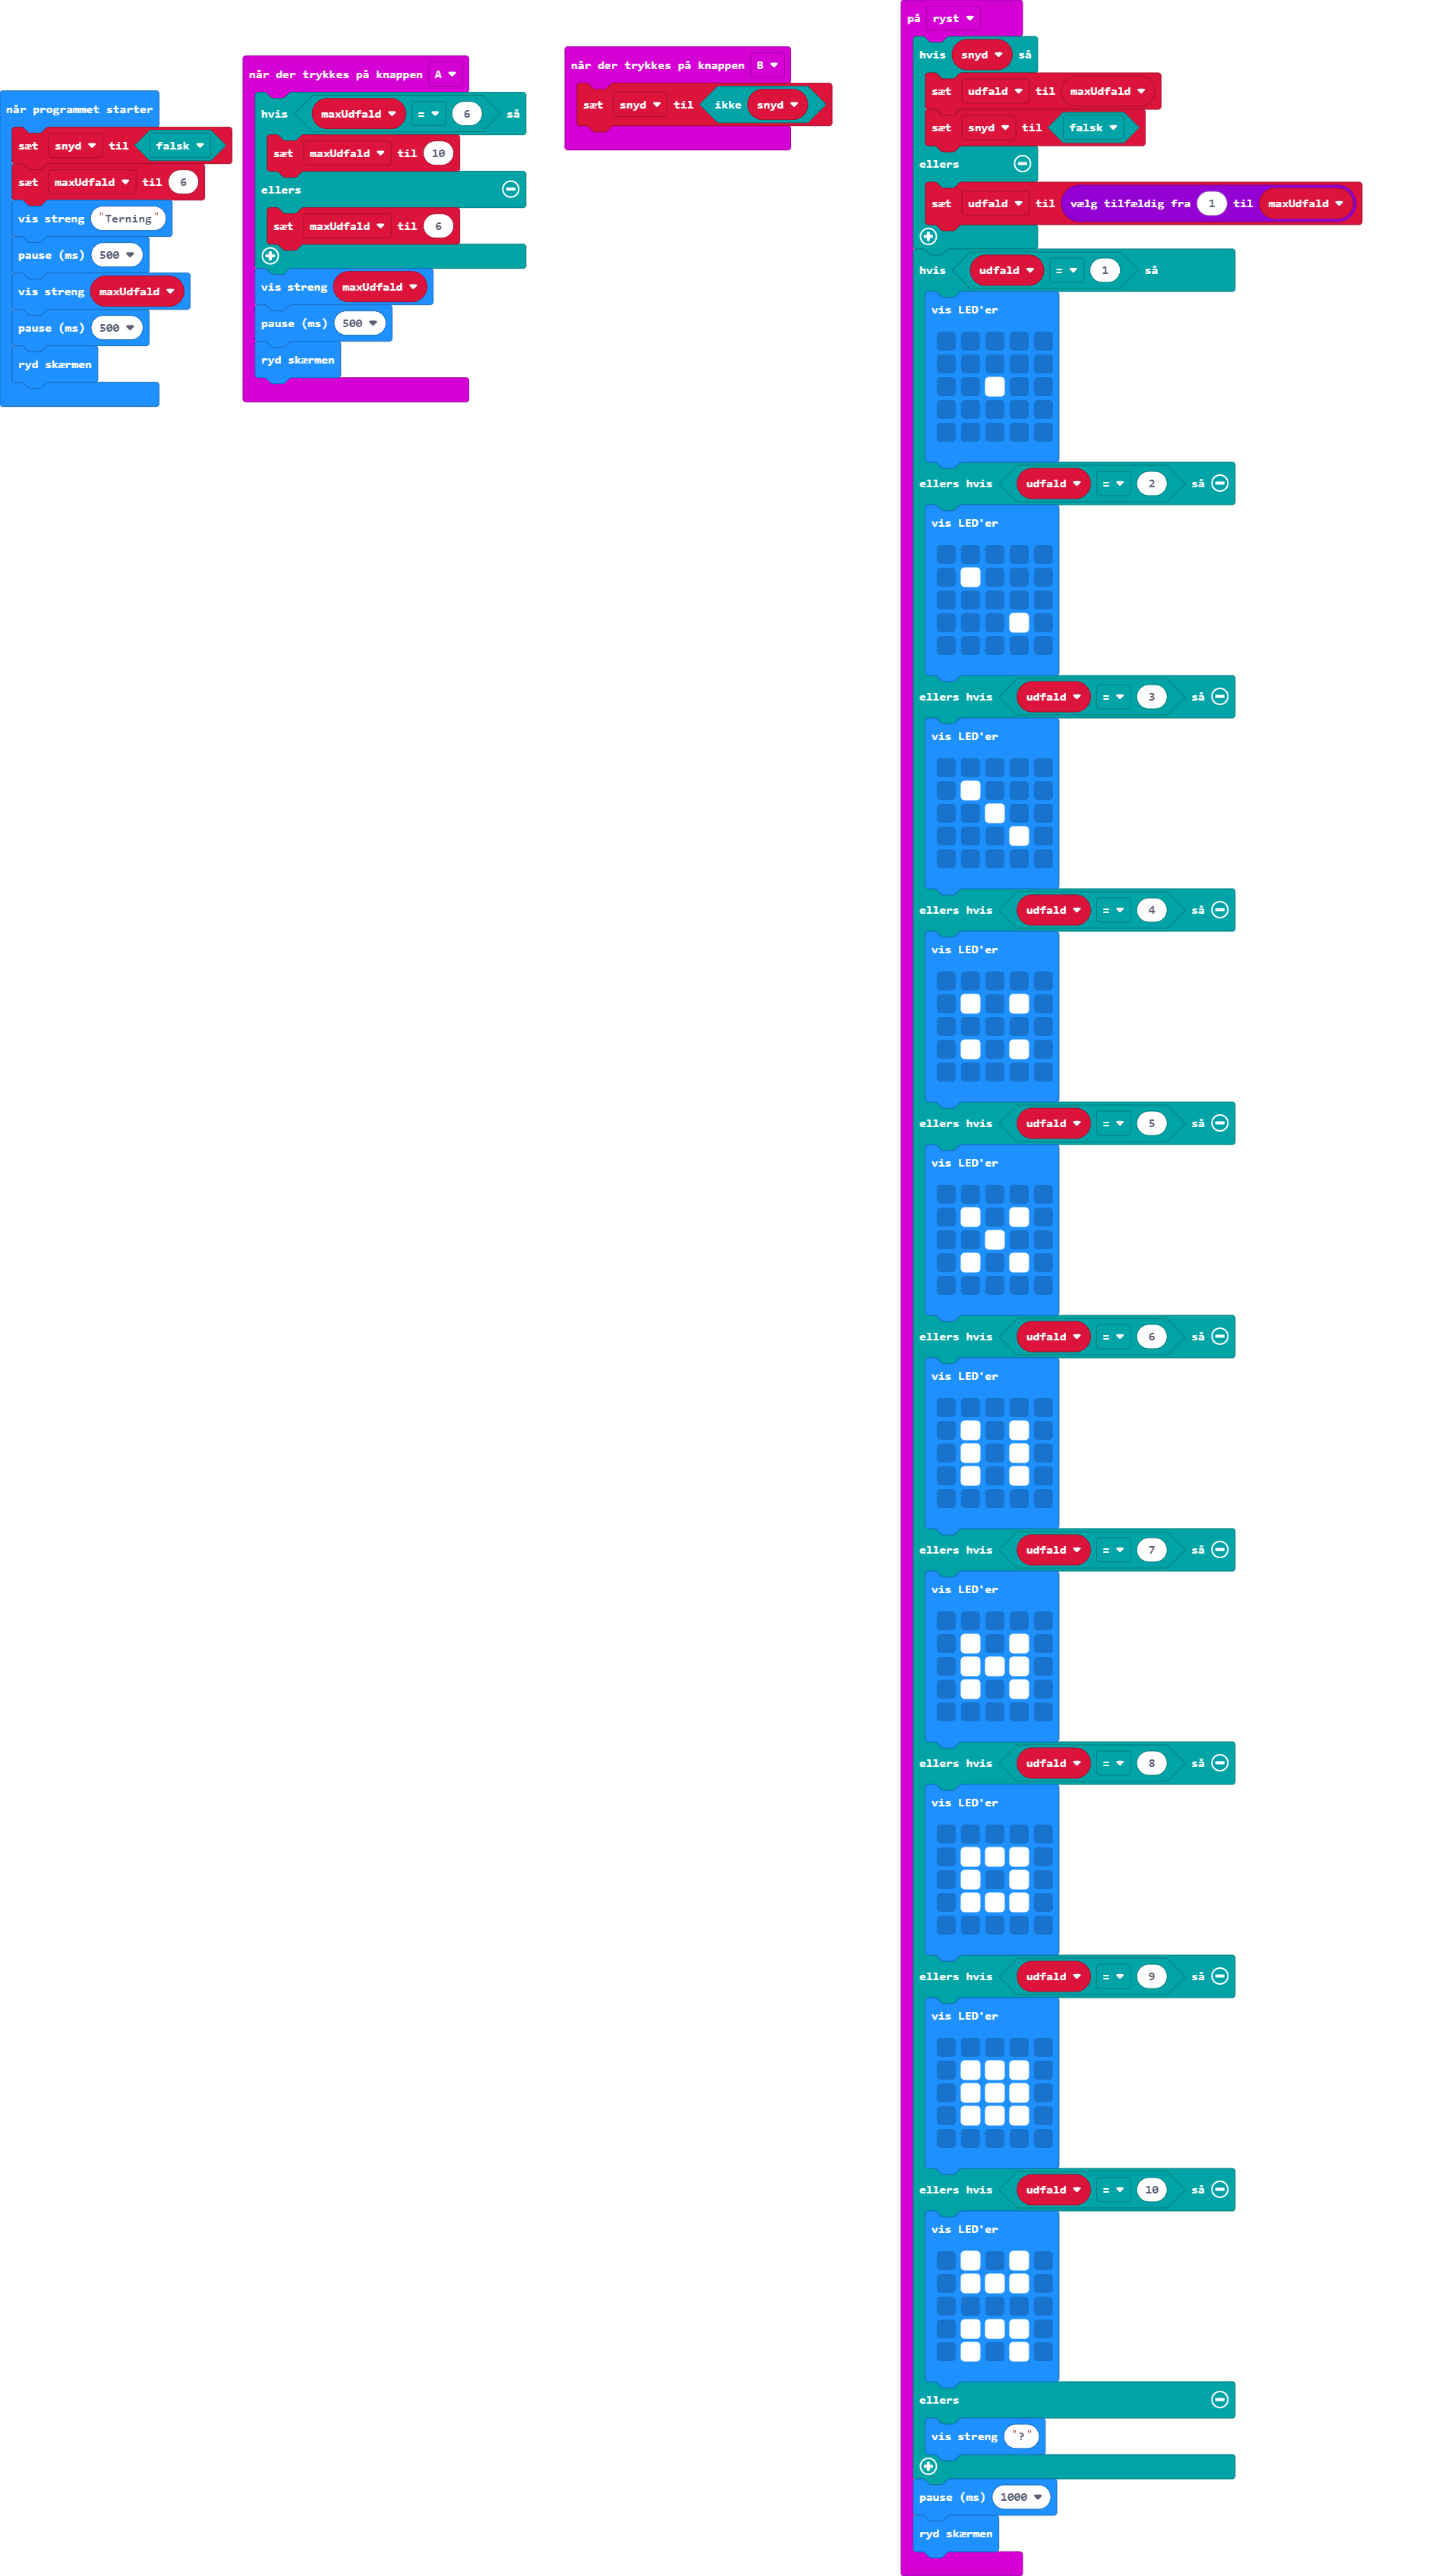 når programmet starter
sæt snyd til falsk
sæt maxUdfald til 6
vis streng "Terning"
pause (ms) 500
vis streng maxUdfald
pause (ms) 500
ryd skærmen
når der trykkes på knappen A
hvis maxUdfald = 6 så
sæt maxUdfald til 10
ellers
sæt maxUdfald til 6
vis streng maxUdfald
pause (ms) 500
ryd skærmen
når der trykkes på knappen B
sæt snyd til ikke snyd
på ryst
hvis snyd så
sæt udfald til maxUdfald
sæt snyd til falsk
ellers
sæt udfald til vælg tilfældig fra 1 til maxUdfald
hvis udfald = 1 så
vis LED'er
ellers hvis udfald = 2 så
vis LED'er
ellers hvis udfald = 3 så
vis LED'er
ellers hvis udfald = 4 så
vis LED'er
ellers hvis udfald = 5 så
vis LED'er
ellers hvis udfald = 6 så
vis LED'er
ellers hvis udfald = 7 så
vis LED'er
ellers hvis udfald = 8 så
vis LED'er
ellers hvis udfald = 9 så
vis LED'er
ellers hvis udfald = 10 så
vis LED'er
ellers
vis streng "?"
pause (ms) 1000
ryd skærmen